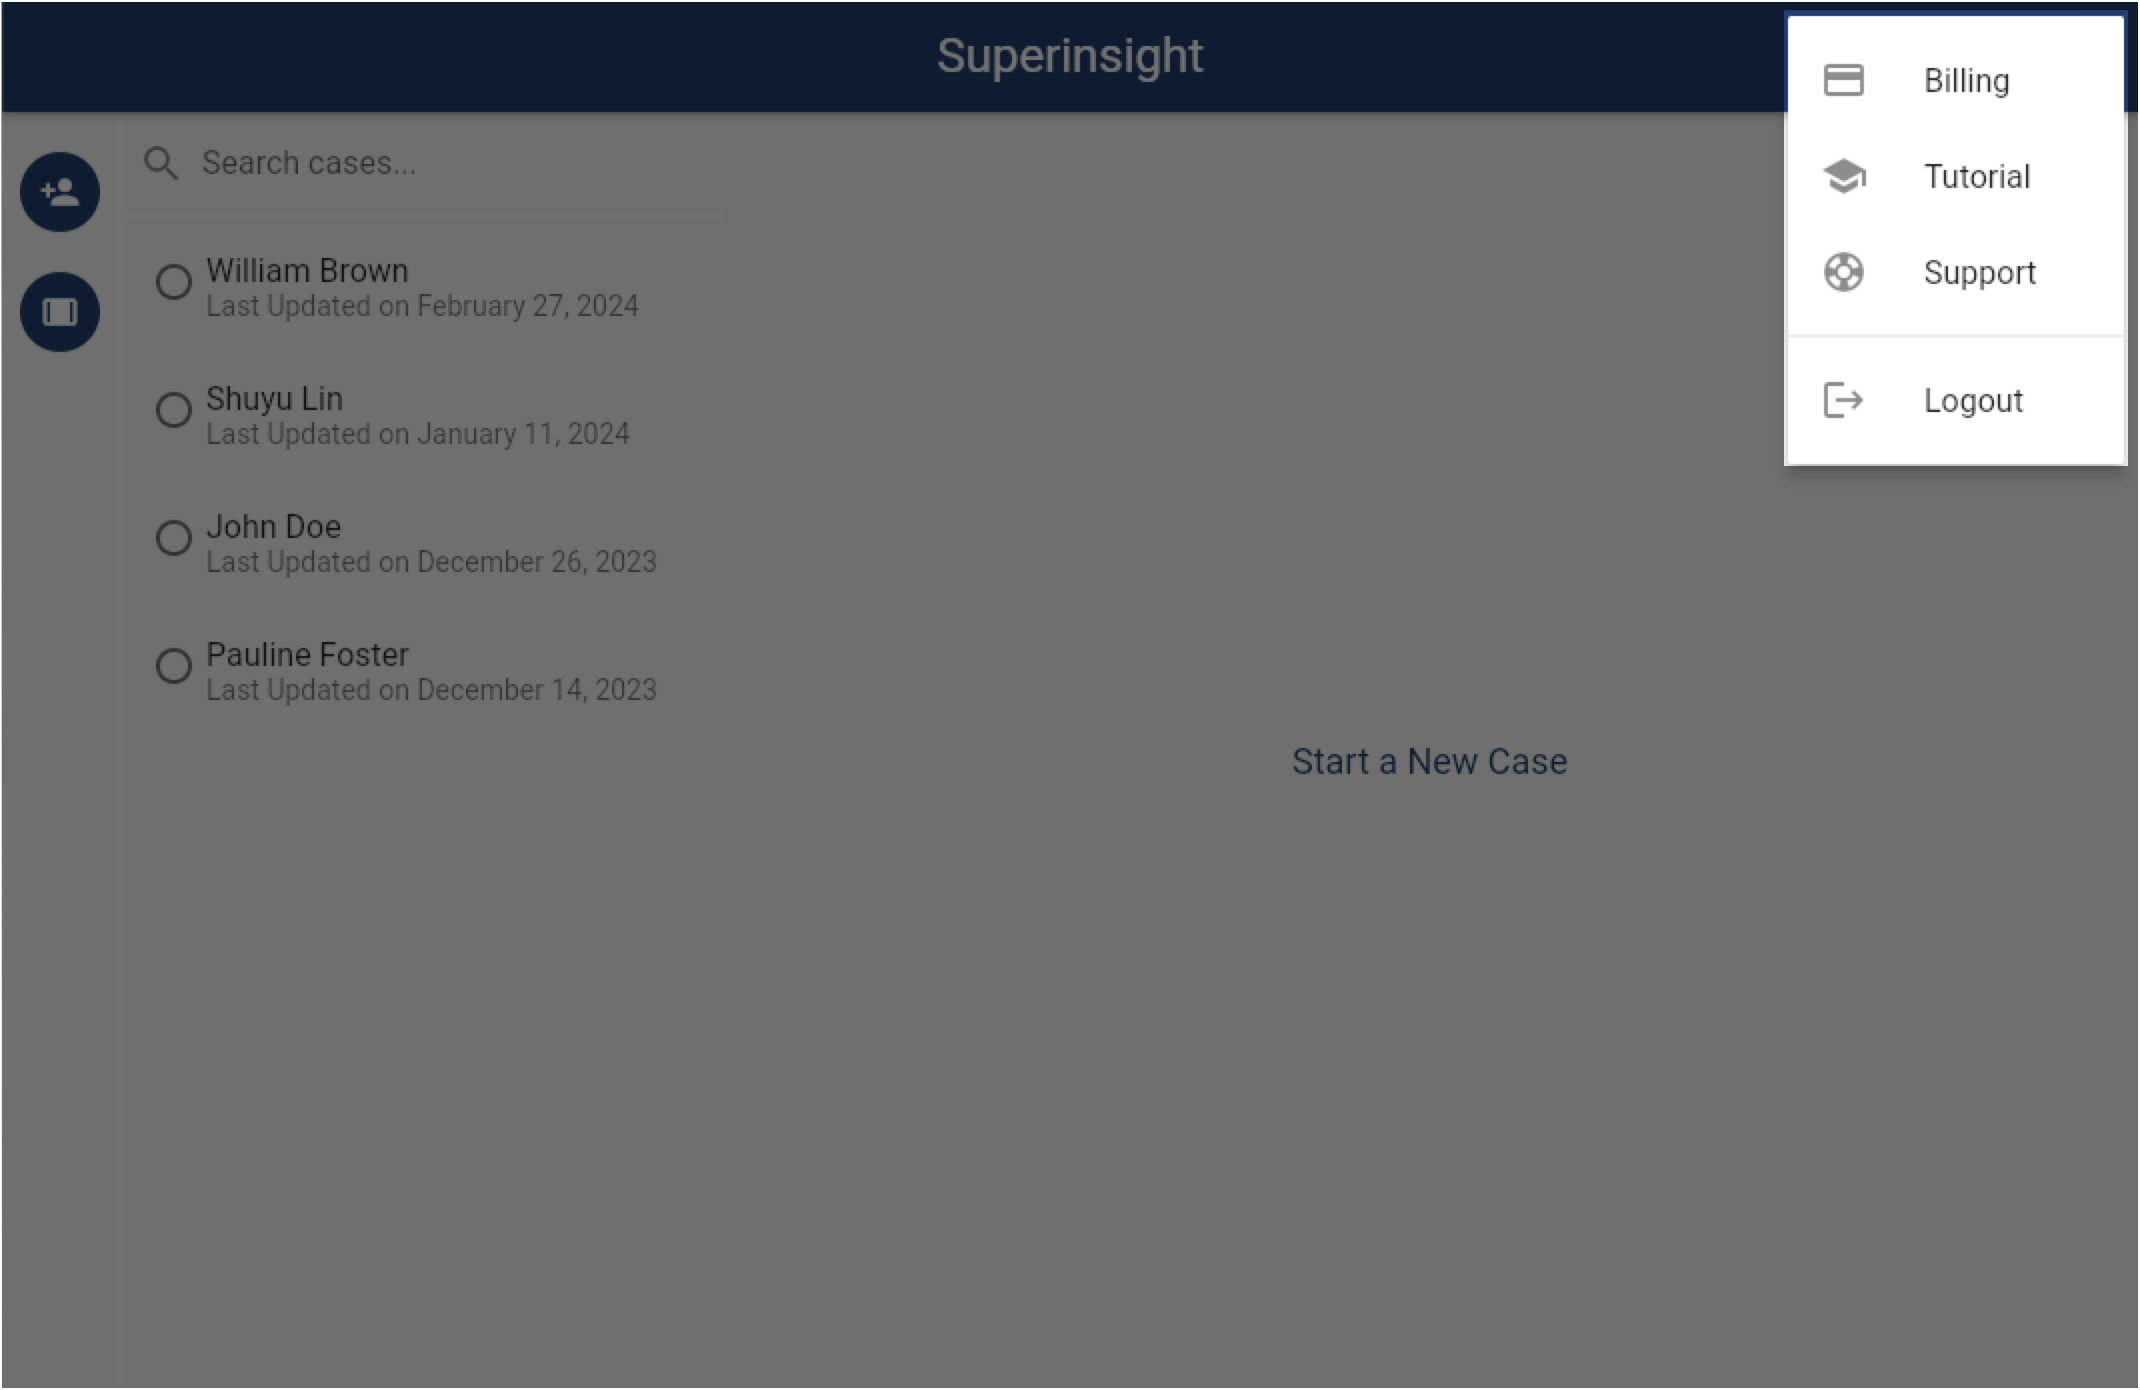 Superinsight
Billing
Tutorial
Support
Logout
Search cases...
William Brown
Last Updated on February 27, 2024
Shuyu Lin
Last Updated on January 11, 2024
John Doe
Last Updated on December 26, 2023
Pauline Foster
Last Updated on December 14, 2023
Start a New Case